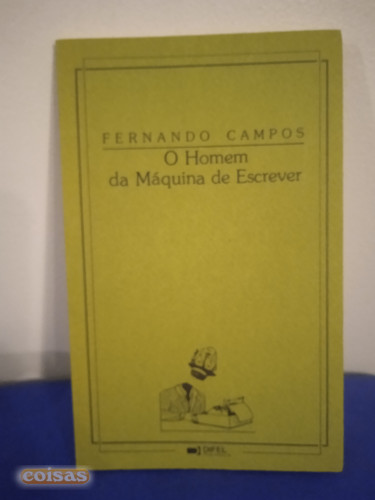 FERNANDO CAMPOS
O Homem
da Máquina de Escrever
DIFEL
coisas